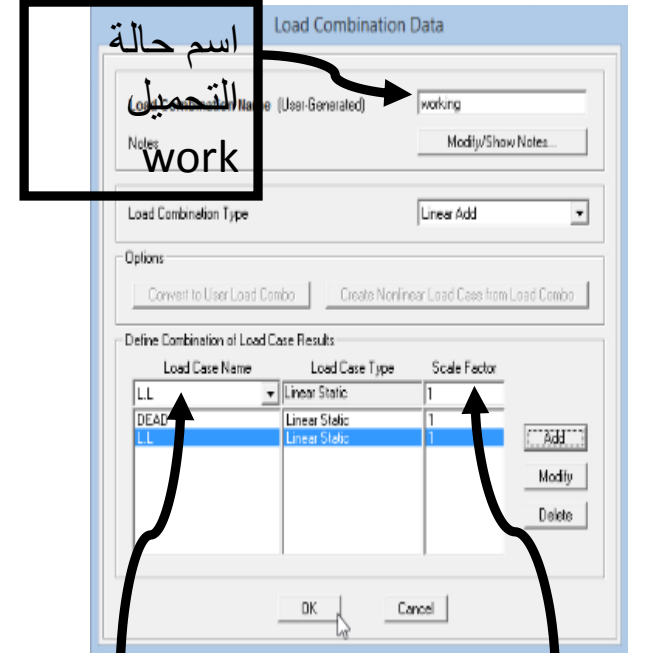 Load Combination Data
اسم حالة
التحميل
work
Load Combination Name (User-Generated)
working
Notes
Modify/Show Notes...
Load Combination Type
Linear Add
Options
Convert to User Load Combo
Create Nonlinear Load Case from Load Combo
Define Combination of Load Case Results
Load Case Name Load Case Type Scale Factor
L.L Linear Static 1
DEAD Linear Static 1
L.L Linear Static 1
Add
Modify
Delete
OK
Cancel